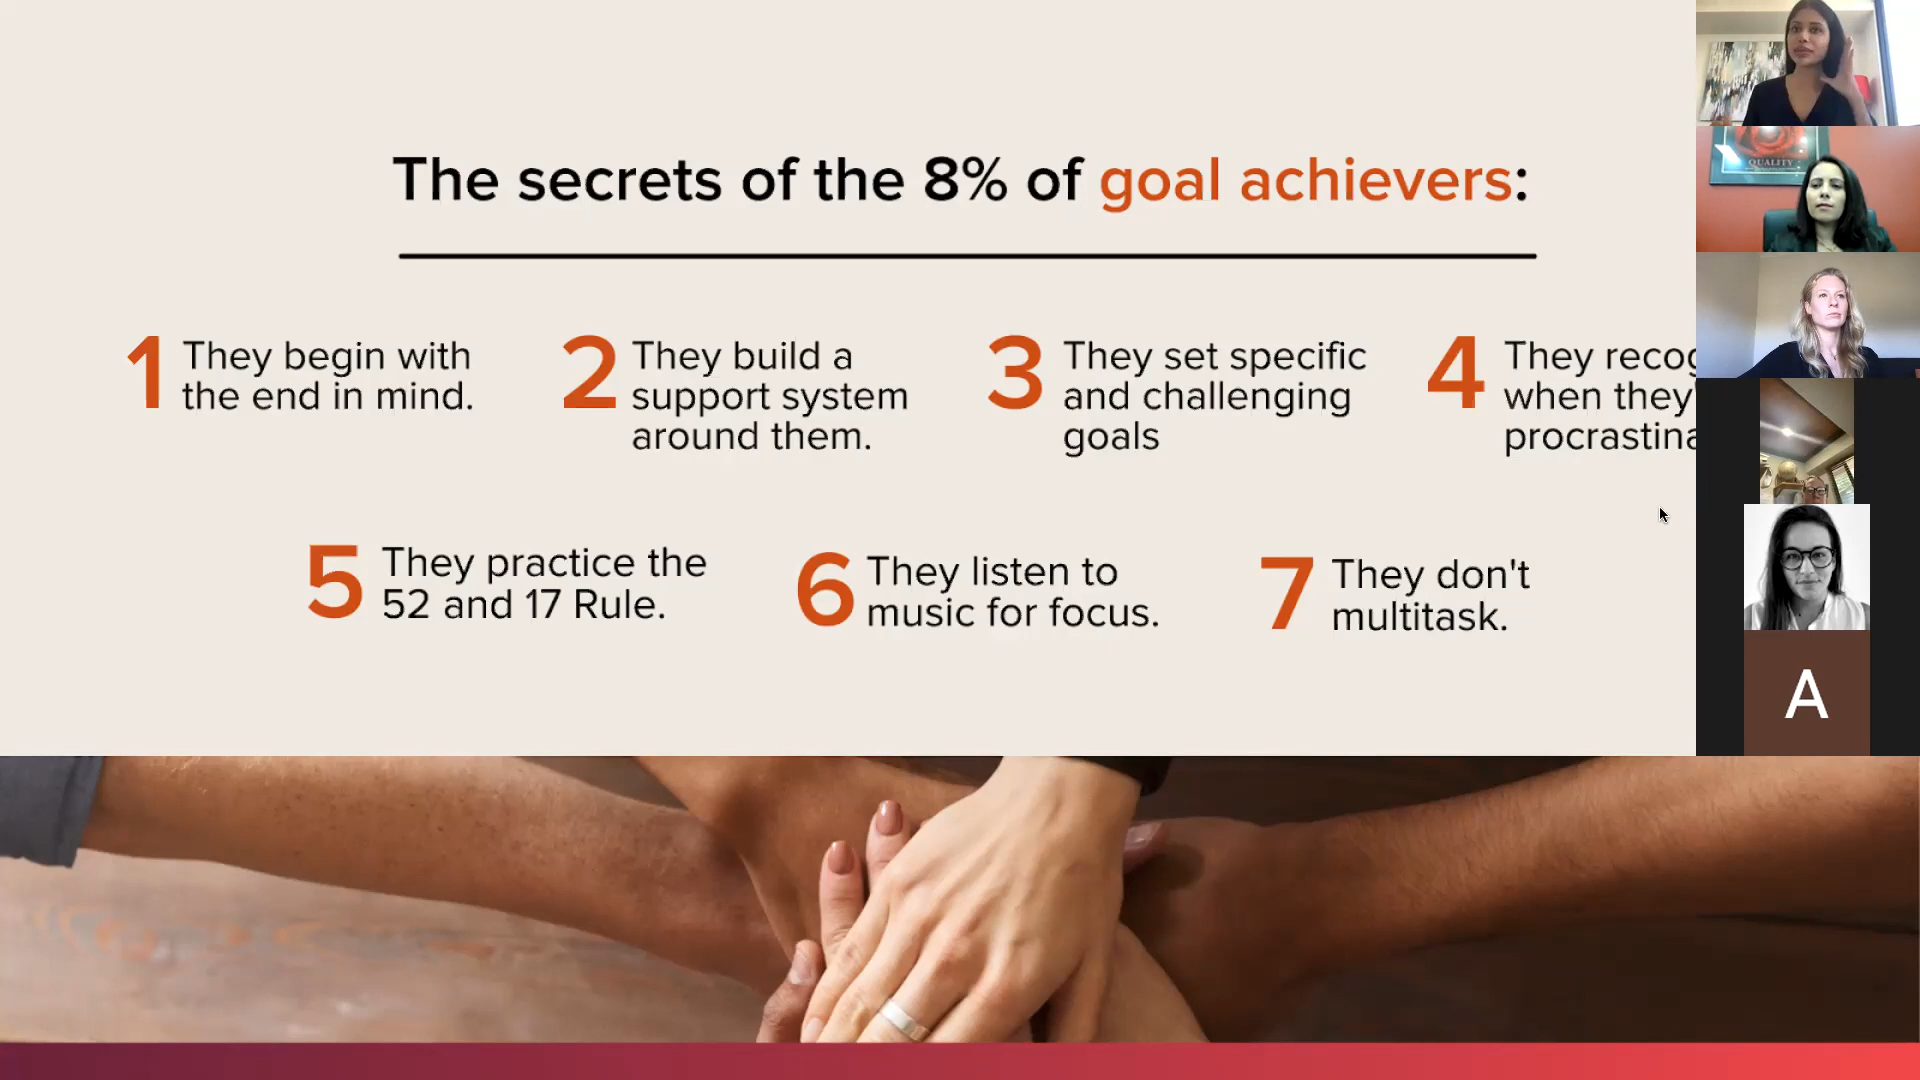 The secrets of the 8% of goal achievers:
1 They begin with
the end in mind.
2 They build a
support system
around them.
3 They set specific
and challenging
goals
4 They
when they
5 They practice the
52 and 17 Rule.
6 They listen to
music for focus.
7 They don't
multitask.
QUALITY
A